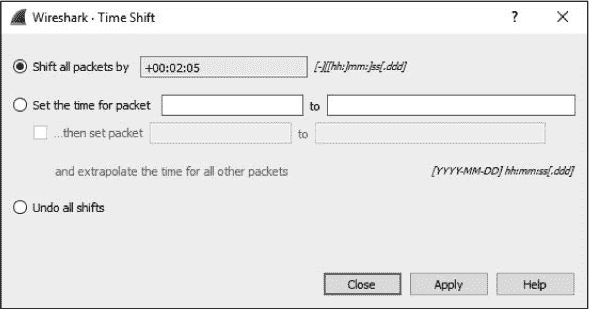 Wireshark · Time Shift ? ×
Shift all packets by +00:02:05 [-][[hh:]mm:]ss[.ddd]
Set the time for packet to
...then set packet to
and extrapolate the time for all other packets [YYYY-MM-DD] hh:mm:ss[.ddd]
Undo all shifts
Close Apply Help